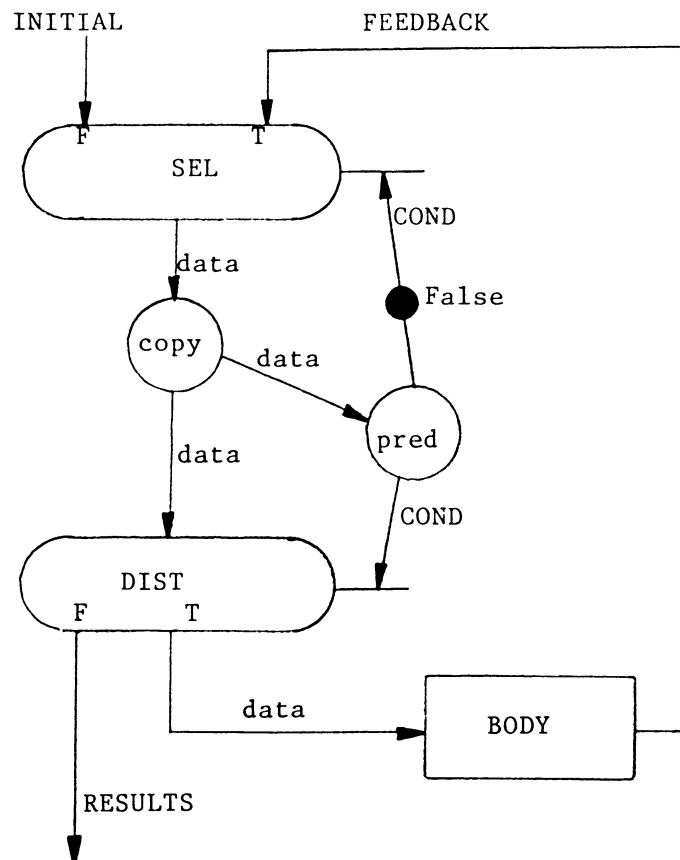 INITIAL
FEEDBACK
F
T
SEL
COND
data
False
copy
data
pred
data
COND
DIST
F
T
data
BODY
RESULTS